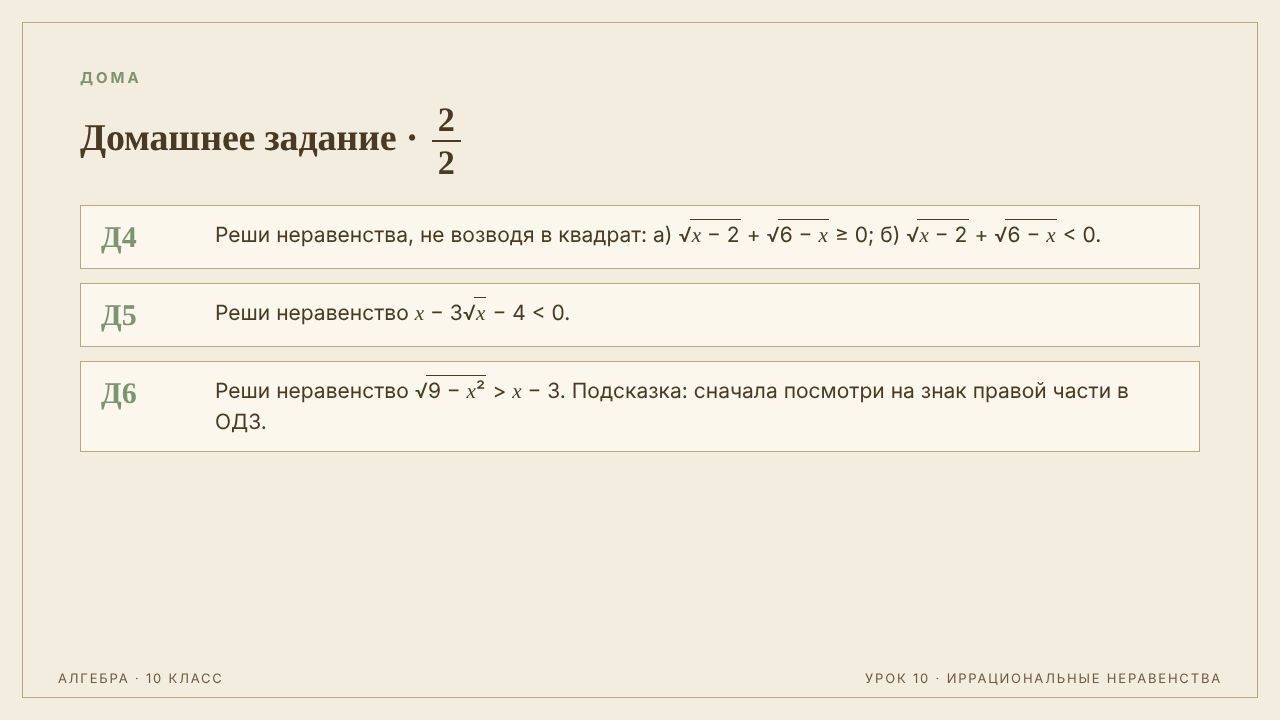 ДОМА
Домашнее задание · 2/2
Д4 Реши неравенства, не возводя в квадрат: а) √(x − 2) + √(6 − x) ≥ 0; б) √(x − 2) + √(6 − x) < 0.
Д5 Реши неравенство x − 3√x − 4 < 0.
Д6 Реши неравенство √(9 − x²) > x − 3. Подсказка: сначала посмотри на знак правой части в
ОДЗ.
АЛГЕБРА · 10 КЛАСС
УРОК 10 · ИРРАЦИОНАЛЬНЫЕ НЕРАВЕНСТВА